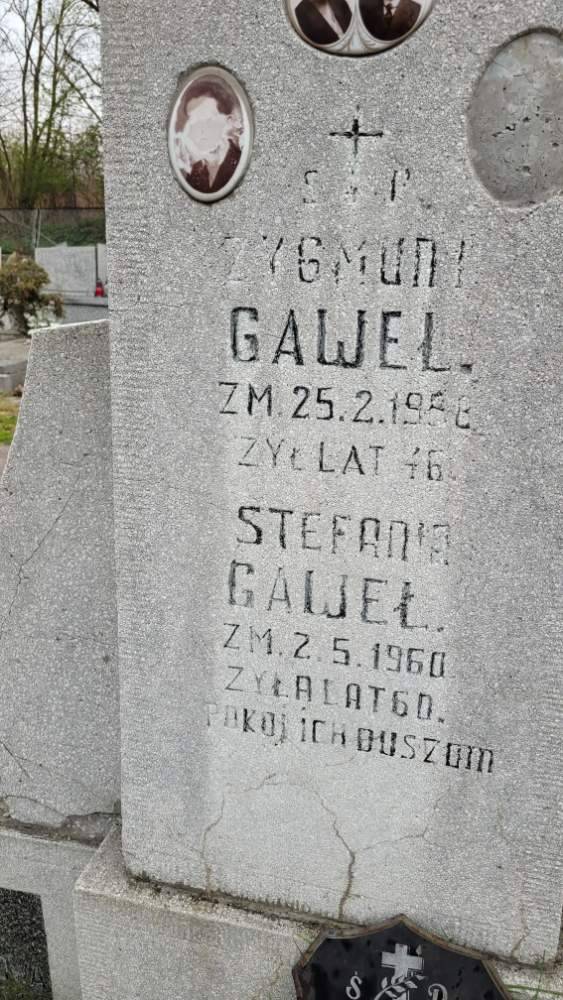 Ś † P.
ZYGMUNT
GAWEŁ.
ZM. 25.2.
ŻYŁ LAT
STEFANIA
GAWEŁ.
ZM. 2.5.1960
ŻYŁA LAT 60.
POKÓJ ICH DUSZOM
Ś P